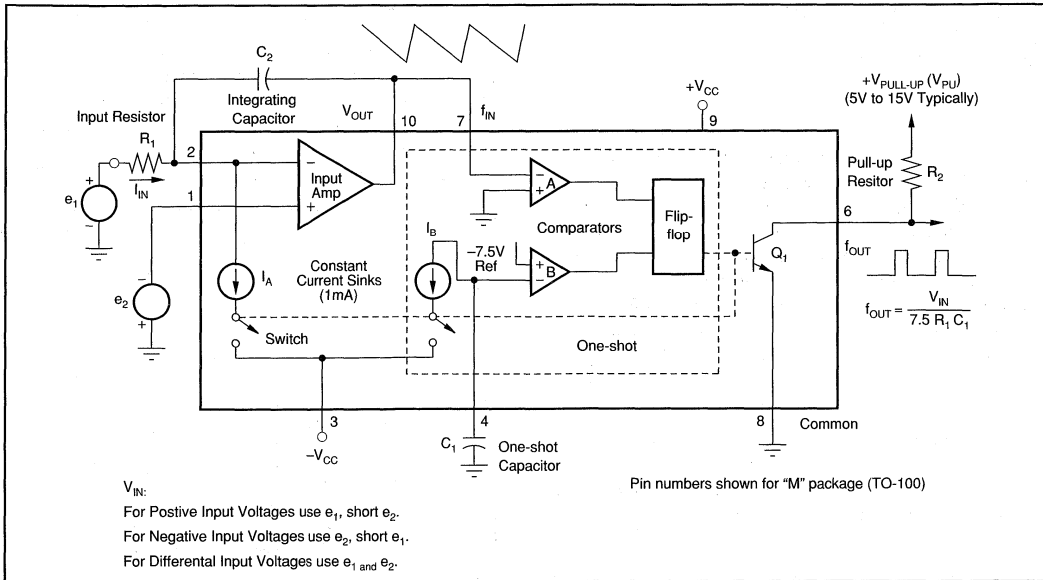 C2
Integrating
Capacitor
VOUT
10
7
fIN
+VCC
9
+VPULL-UP (VPU)
(5V to 15V Typically)
Input Resistor
R1
IIN
2
1
e1
e2
−
+
Input
Amp
IA
Constant
Current Sinks
(1mA)
Switch
IB
−7.5V
Ref
A
B
Comparators
Flip-
flop
One-shot
Q1
Pull-up
Resitor
R2
6
fOUT
fOUT = VIN
7.5 R1 C1
3
−VCC
4
C1
One-shot
Capacitor
8
Common
Pin numbers shown for "M" package (TO-100)
VIN:
For Postive Input Voltages use e1, short e2.
For Negative Input Voltages use e2, short e1.
For Differental Input Voltages use e1 and e2.